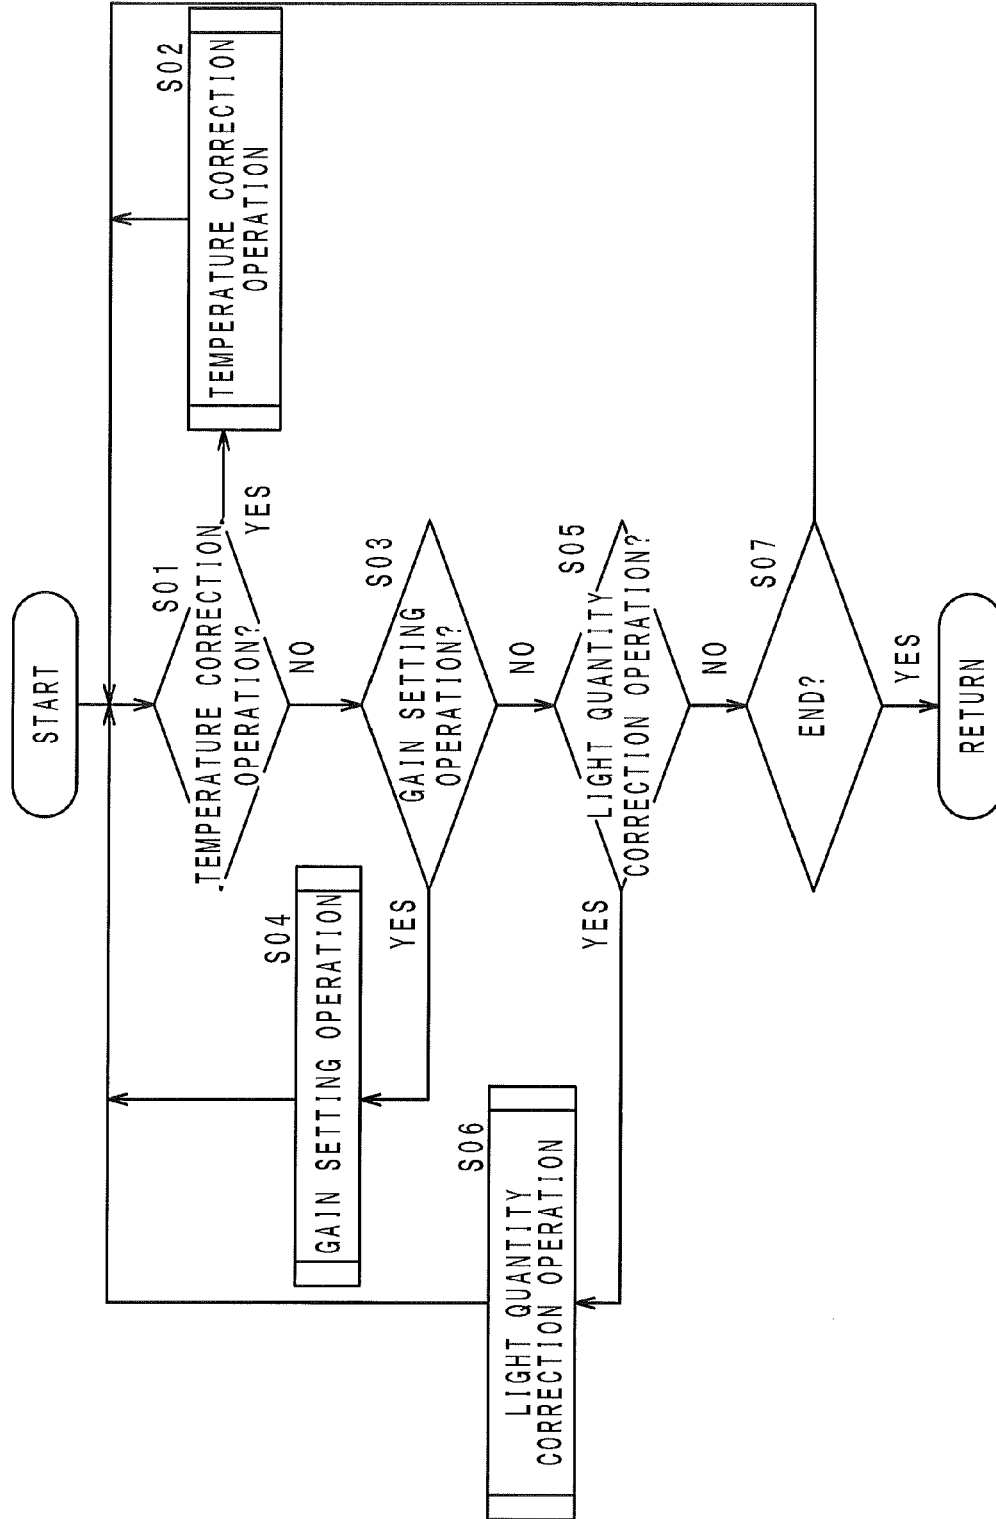 START
S01
TEMPERATURE CORRECTION
OPERATION?
YES
S02
TEMPERATURE CORRECTION
OPERATION
NO
S03
GAIN SETTING
OPERATION?
YES
S04
GAIN SETTING OPERATION
NO
S05
LIGHT QUANTITY
CORRECTION OPERATION?
YES
S06
LIGHT QUANTITY
CORRECTION OPERATION
NO
S07
END?
YES
RETURN